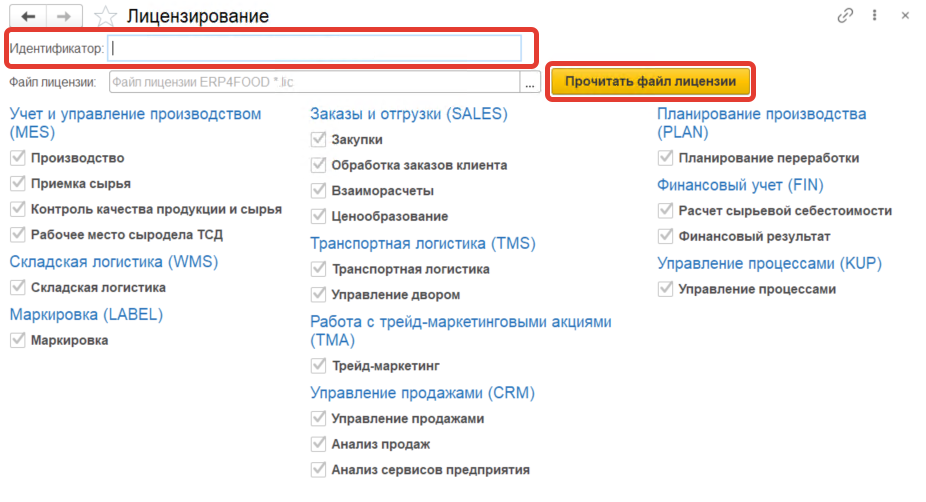 Лицензирование
Идентификатор:
Файл лицензии: Файл лицензии ERP4FOOD *.lic ... Прочитать файл лицензии
Учет и управление производством
(MES)
Производство
Приемка сырья
Контроль качества продукции и сырья
Рабочее место сыродела ТСД
Складская логистика (WMS)
Складская логистика
Маркировка (LABEL)
Маркировка
Заказы и отгрузки (SALES)
Закупки
Обработка заказов клиента
Взаиморасчеты
Ценообразование
Транспортная логистика (TMS)
Транспортная логистика
Управление двором
Работа с трейд-маркетинговыми акциями
(TMA)
Трейд-маркетинг
Управление продажами (CRM)
Управление продажами
Анализ продаж
Анализ сервисов предприятия
Планирование производства
(PLAN)
Планирование переработки
Финансовый учет (FIN)
Расчет сырьевой себестоимости
Финансовый результат
Управление процессами (KUP)
Управление процессами